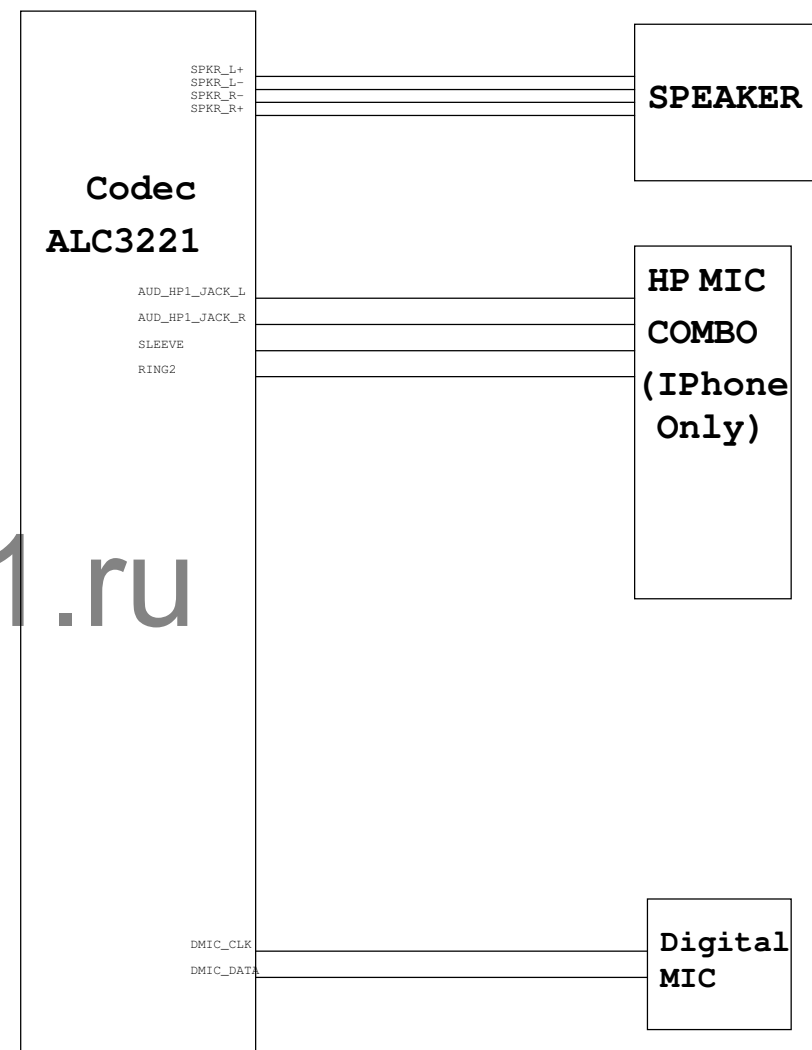 SPKR_L+
SPKR_L-
SPKR_R-
SPKR_R+
SPEAKER
Codec
ALC3221
AUD_HP1_JACK_L
AUD_HP1_JACK_R
SLEEVE
RING2
HP MIC
COMBO
(IPhone
Only)
1.ru
DMIC_CLK
DMIC_DATA
Digital
MIC